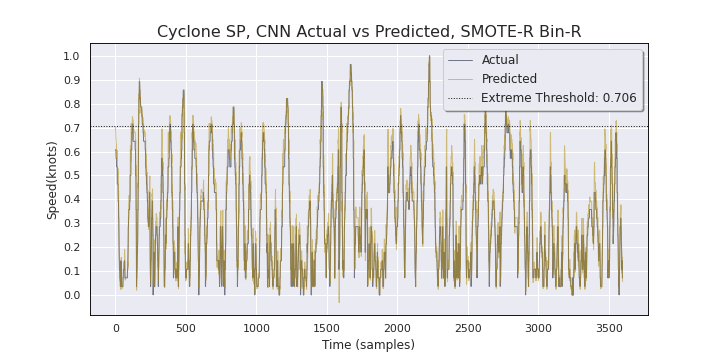 Cyclone SP, CNN Actual vs Predicted, SMOTE-R Bin-R
Actual
Predicted
Extreme Threshold: 0.706
Speed(knots)
1.0
0.9
0.8
0.7
0.6
0.5
0.4
0.3
0.2
0.1
0.0
0 500 1000 1500 2000 2500 3000 3500
Time (samples)